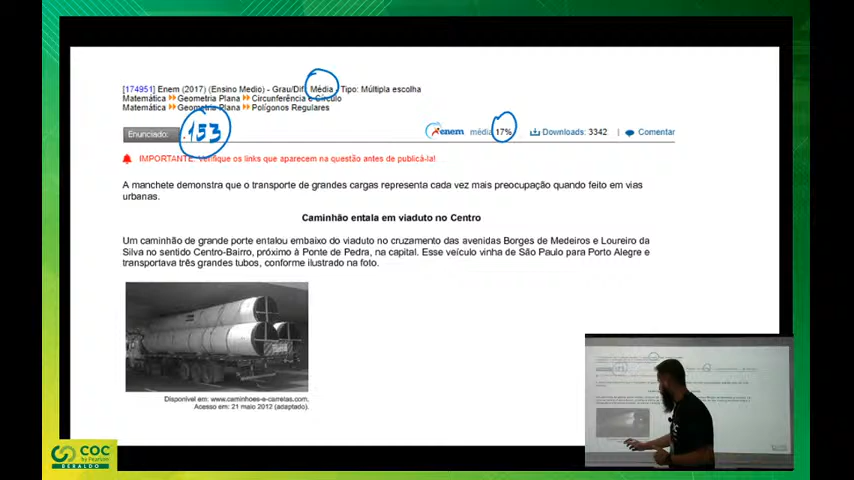 [174951] Enem (2017) (Ensino Medio) - Grau/Dif. Média / Tipo: Múltipla escolha
Matemática Geometria Plana Circunferência e Círculo
Matemática Geometria Plana Polígonos Regulares
Enunciado: 153 enem média 17% Downloads: 3342 | Comentar
IMPORTANTE: Verifique os links que aparecem na questão antes de publicá-la!
A manchete demonstra que o transporte de grandes cargas representa cada vez mais preocupação quando feito em vias
urbanas.
Caminhão entala em viaduto no Centro
Um caminhão de grande porte entalou embaixo do viaduto no cruzamento das avenidas Borges de Medeiros e Loureiro da
Silva no sentido Centro-Bairro, próximo à Ponte de Pedra, na capital. Esse veículo vinha de São Paulo para Porto Alegre e
transportava três grandes tubos, conforme ilustrado na foto.
Disponível em: www.caminhoes-e-carretas.com.
Acesso em: 21 maio 2012 (adaptado).
COC
by Pearson
BERALDO